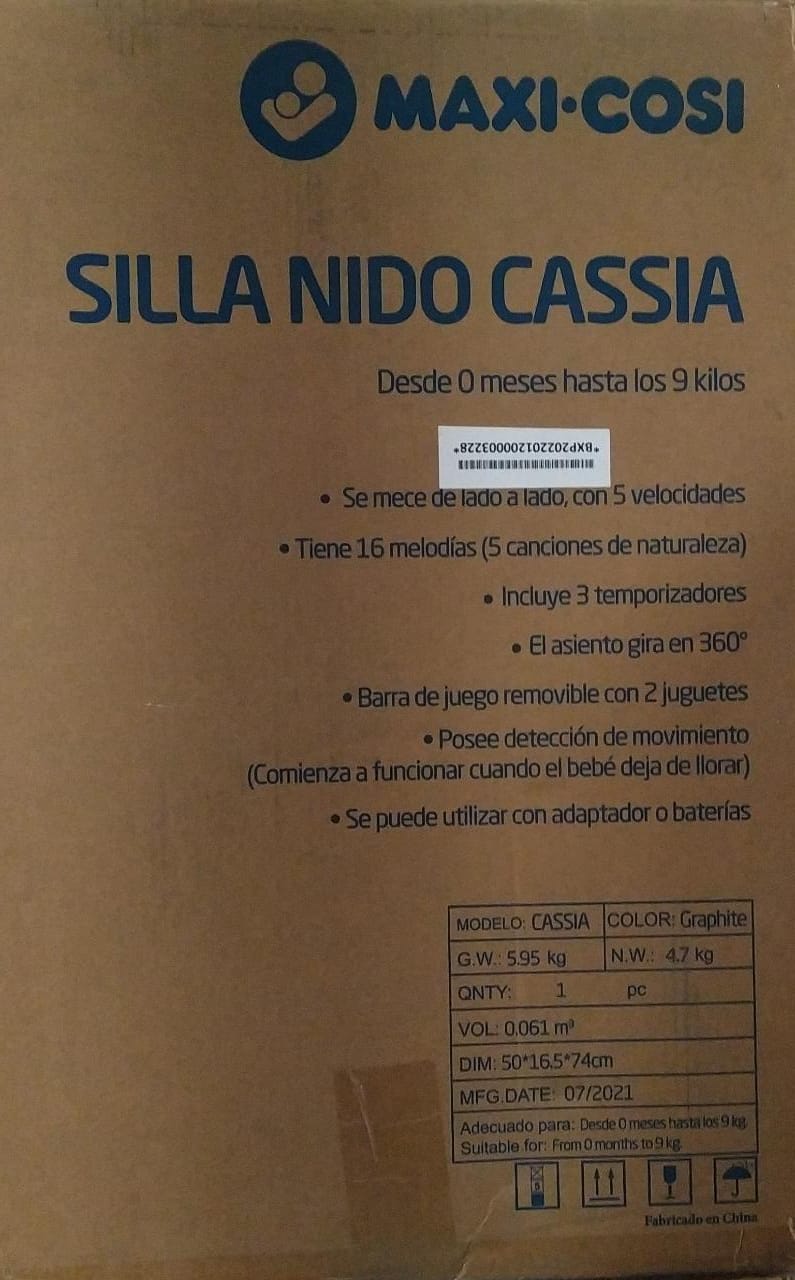 MAXI·COSI
SILLA NIDO CASSIA
Desde 0 meses hasta los 9 kilos
*BXP20220120000003228*
• Se mece de lado a lado, con 5 velocidades
• Tiene 16 melodías (5 canciones de naturaleza)
• Incluye 3 temporizadores
• El asiento gira en 360°
• Barra de juego removible con 2 juguetes
• Posee detección de movimiento
(Comienza a funcionar cuando el bebé deja de llorar)
• Se puede utilizar con adaptador o baterías
MODELO: CASSIA COLOR: Graphite
G.W.: 5.95 kg N.W.: 4.7 kg
QNTY: 1 pc
VOL: 0,061 m³
DIM: 50*16,5*74cm
MFG.DATE: 07/2021
Adecuado para: Desde 0 meses hasta los 9 kg.
Suitable for: From 0 months to 9 kg.
5
Fabricado en China